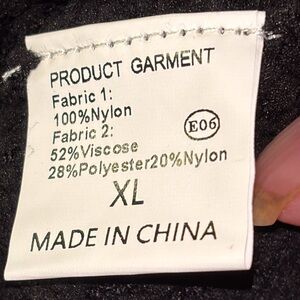 PRODUCT GARMENT
Fabric 1:
100%Nylon
Fabric 2:
E06
52%Viscose
28%Polyester20%Nylon
XL
MADE IN CHINA